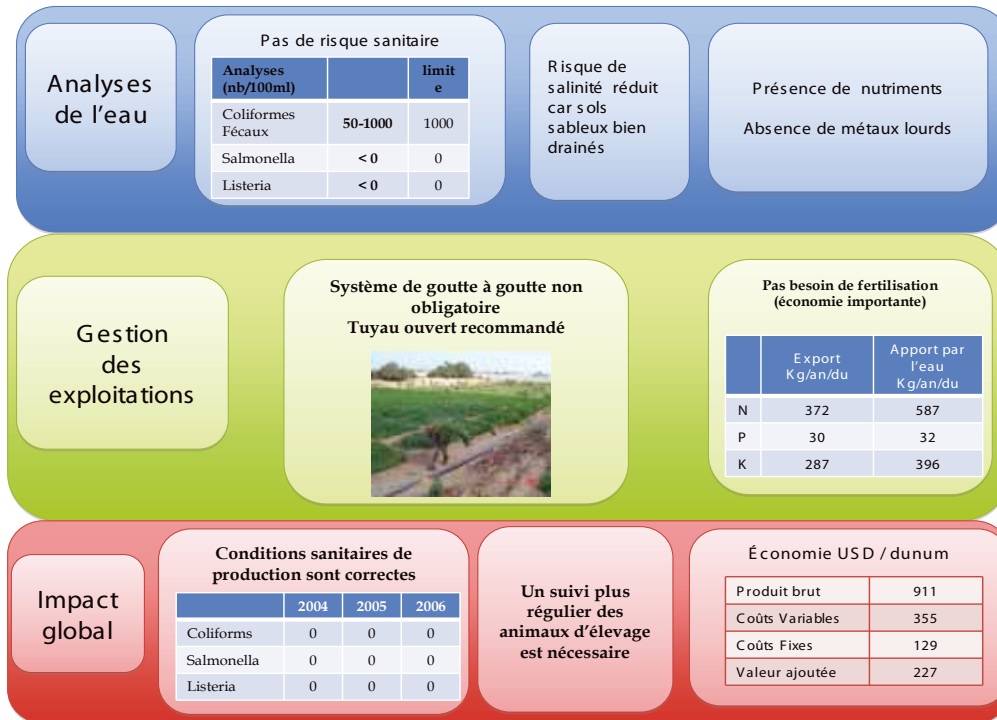 Analyses
de l'eau
Pas de risque sanitaire
Analyses
(nb/100ml)
limit
e
Coliformes
Fécaux
50-1000
1000
Salmonella
< 0
0
Listeria
< 0
0
Risque de
salinité réduit
car sols
sableux bien
drainés
Présence de nutriments
Absence de métaux lourds
Gestion
des
exploitations
Système de goutte à goutte non
obligatoire
Tuyau ouvert recommandé
Pas besoin de fertilisation
(économie importante)
Export
Kg/an/du
Apport par
l'eau
Kg/an/du
N 372 587
P 30 32
K 287 396
Impact
global
Conditions sanitaires de
production sont correctes
2004 2005 2006
Coliforms 0 0 0
Salmonella 0 0 0
Listeria 0 0 0
Un suivi plus
régulier des
animaux d'élevage
est nécessaire
Économie USD / dunum
Produit brut 911
Coûts Variables 355
Coûts Fixes 129
Valeur ajoutée 227